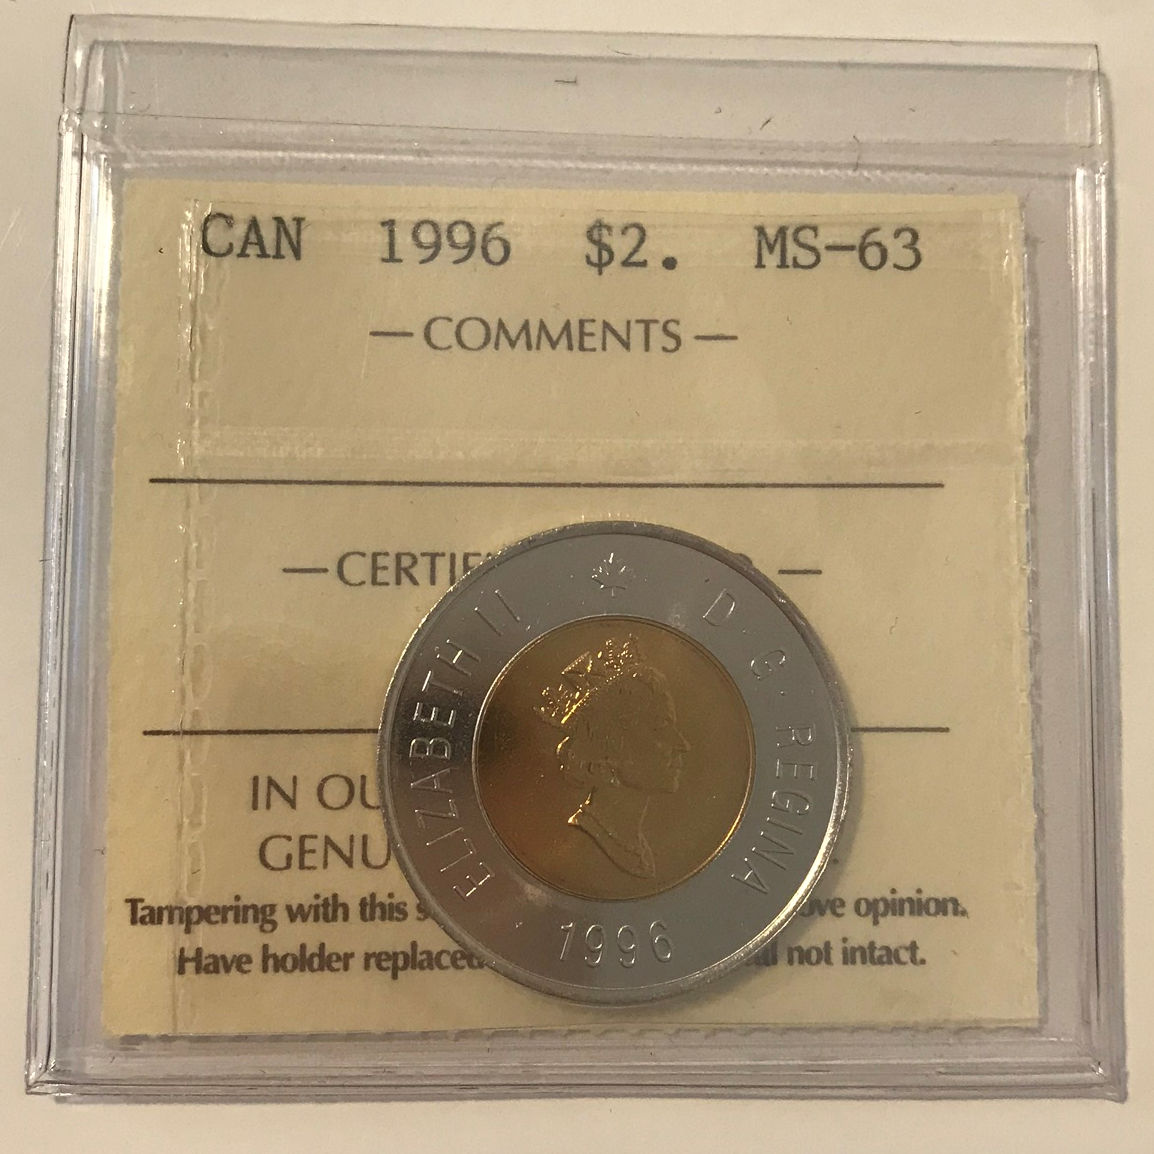 CAN 1996 $2. MS-63
—COMMENTS—
—CERTIF —
IN OU
GENU
Tampering with this s ove opinion.
Have holder replaced not intact.
ELIZABETH II D·G·REGINA
1996